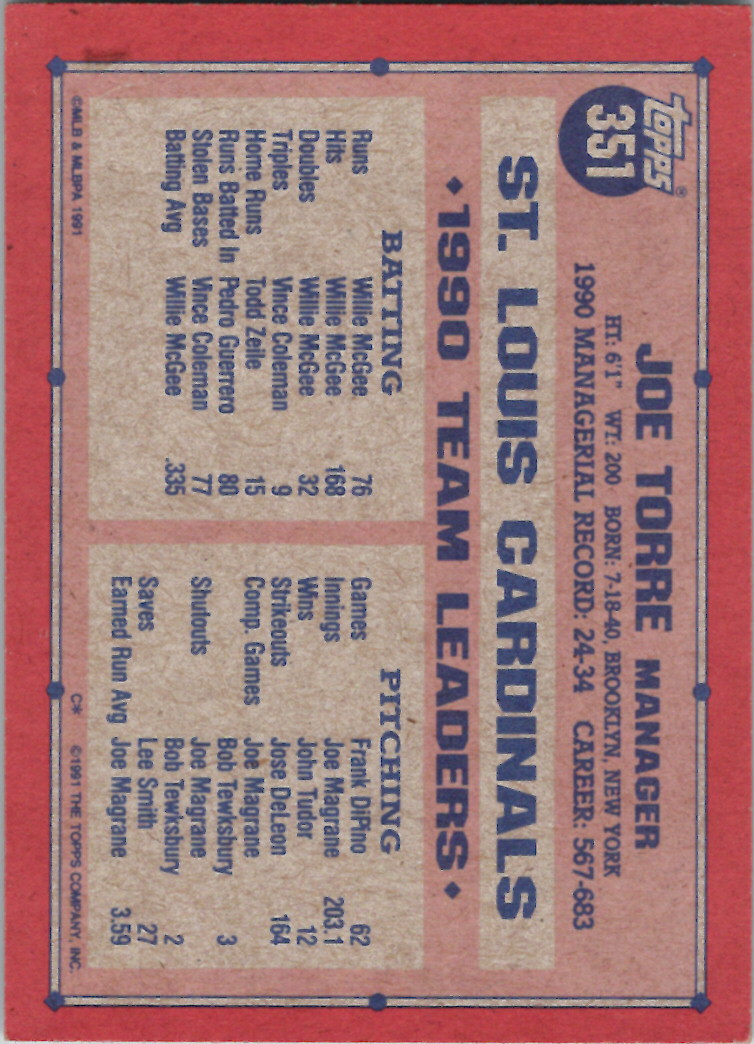 topps®
351
JOE TORRE MANAGER
HT: 6'1" WT: 200 BORN: 7-18-40, BROOKLYN, NEW YORK
1990 MANAGERIAL RECORD: 24-34 CAREER: 567-683
ST. LOUIS CARDINALS
♦1990 TEAM LEADERS♦
BATTING
Runs Willie McGee 76
Hits Willie McGee 168
Doubles Willie McGee 32
Triples Vince Coleman 9
Home Runs Todd Zeile 15
Runs Batted In Pedro Guerrero 80
Stolen Bases Vince Coleman 77
Batting Avg Willie McGee .335
PITCHING
Games Frank DiPino 62
Innings Joe Magrane 203.1
Wins John Tudor 12
Strikeouts Jose DeLeon 164
Comp. Games Joe Magrane
Bob Tewksbury 3
Shutouts Joe Magrane
Bob Tewksbury 2
Saves Lee Smith 27
Earned Run Avg Joe Magrane 3.59
©MLB & MLBPA 1991 C* ©1991 THE TOPPS COMPANY, INC.